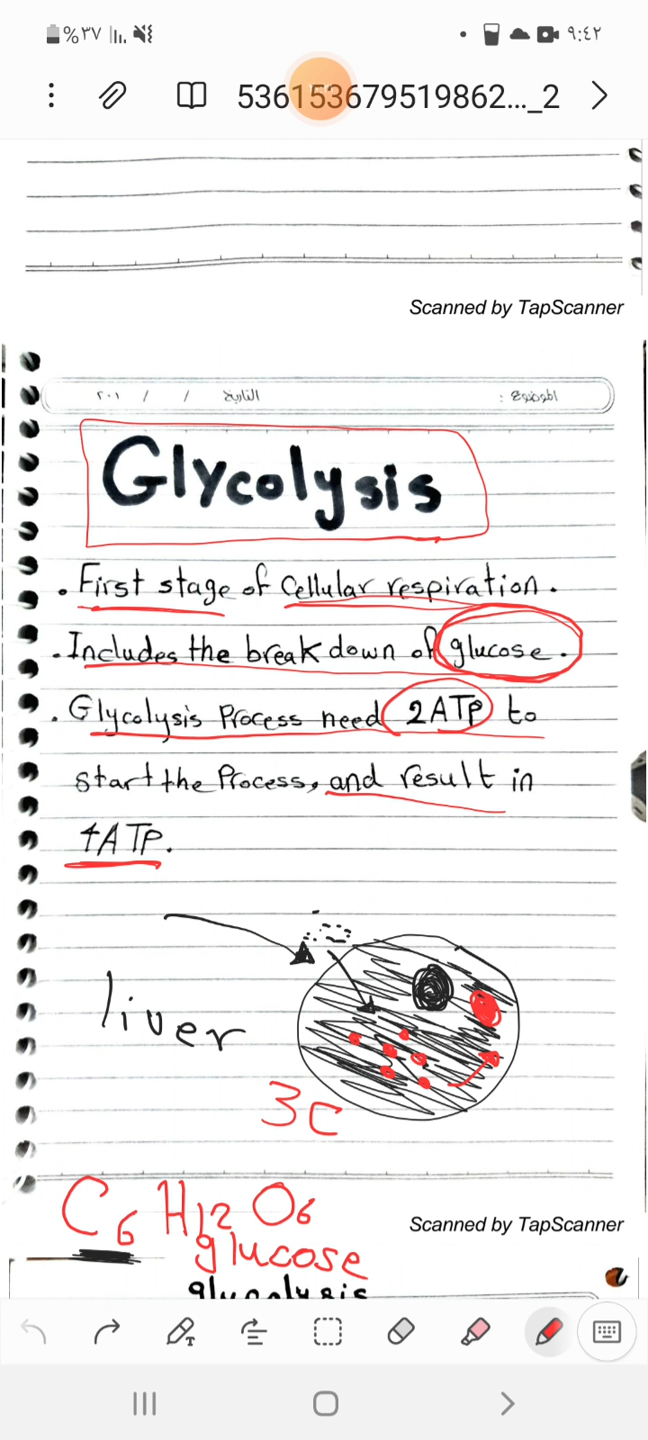 %٣٧ ٩:٤٢
536153679519862..._2
Scanned by TapScanner
٢٠١ / / التاريخ الموضوع :
Glycolysis
. First stage of Cellular respiration.
. Includes the break down of glucose.
. Glycolysis Process need 2ATP to
start the Process, and result in
4ATP.
liver
3C
C6 H12 O6
Scanned by TapScanner
glucose
glycolysis